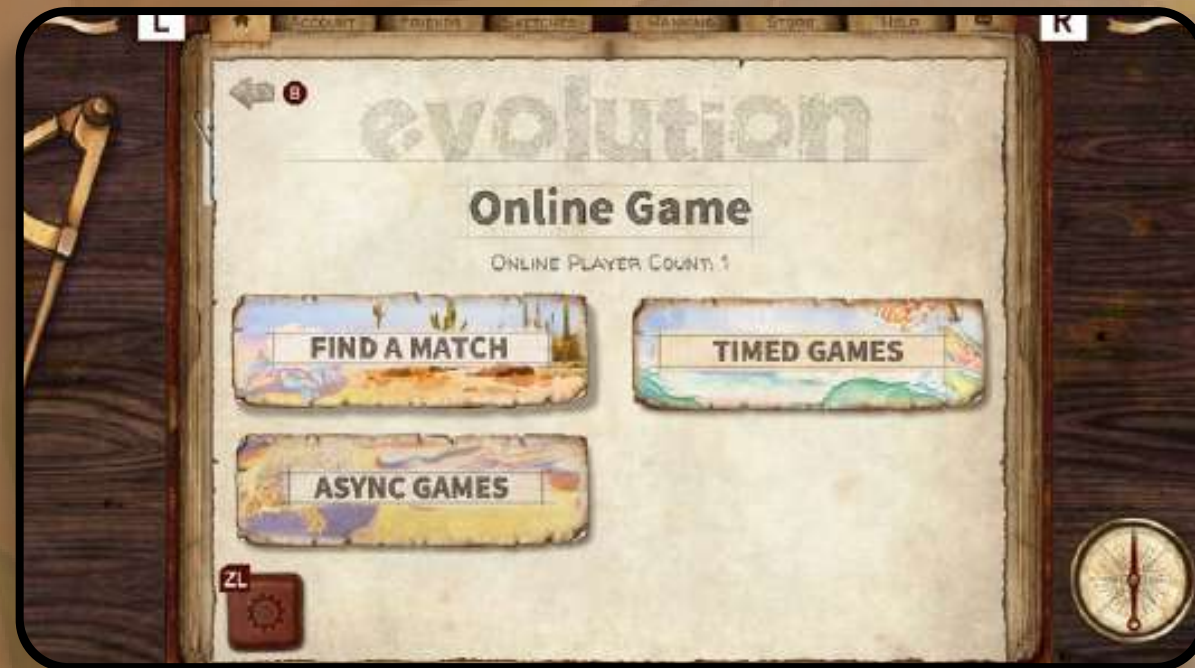 L R
ACCOUNT FRIENDS SKETCHES RANKING STORE HELP
B
evolution
Online Game
ONLINE PLAYER COUNT: 1
FIND A MATCH
TIMED GAMES
ASYNC GAMES
ZL